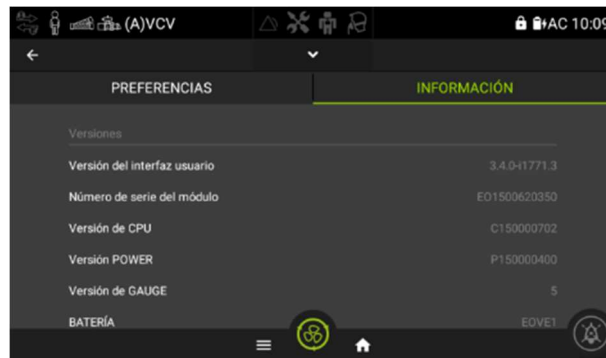 (A)VCV AC 10:09
PREFERENCIAS INFORMACIÓN
Versiones
Versión del interfaz usuario 3.4.0-i1771.3
Número de serie del módulo EO1500620350
Versión de CPU C150000702
Versión POWER P150000400
Versión de GAUGE 5
BATERÍA EOVE1